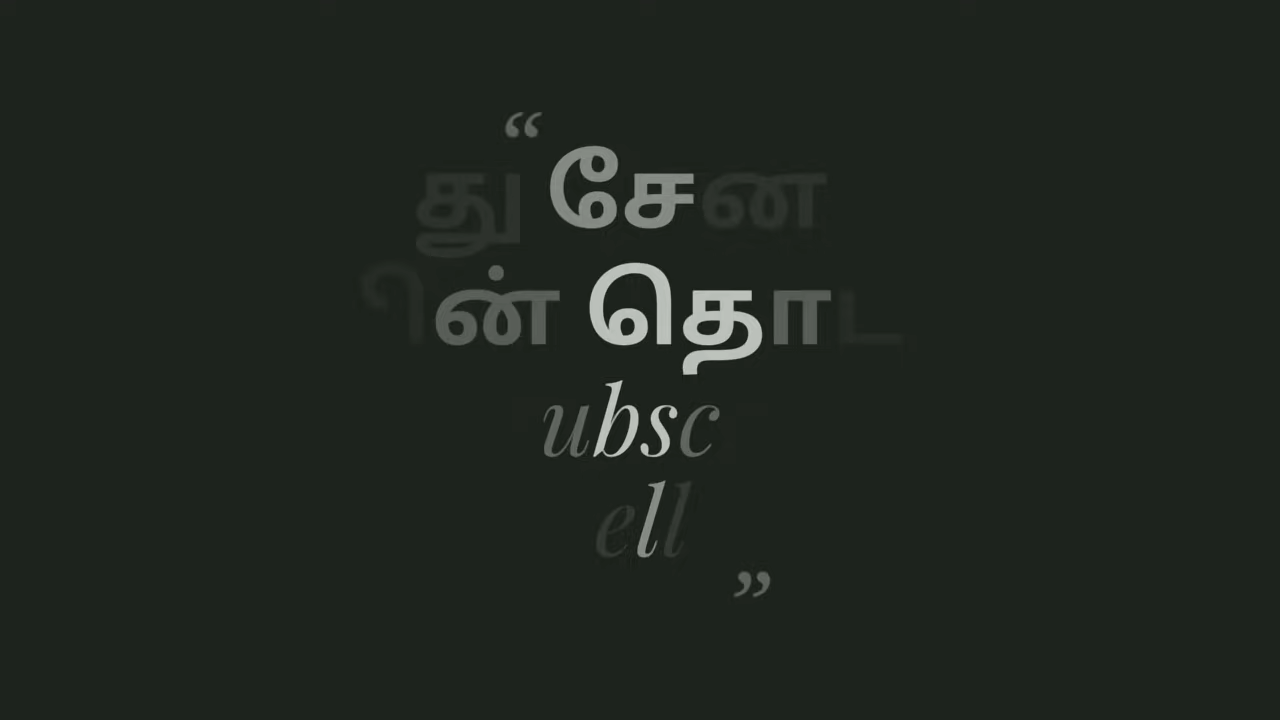 “
து சேன
ின் தொட
ubsc
ell
”